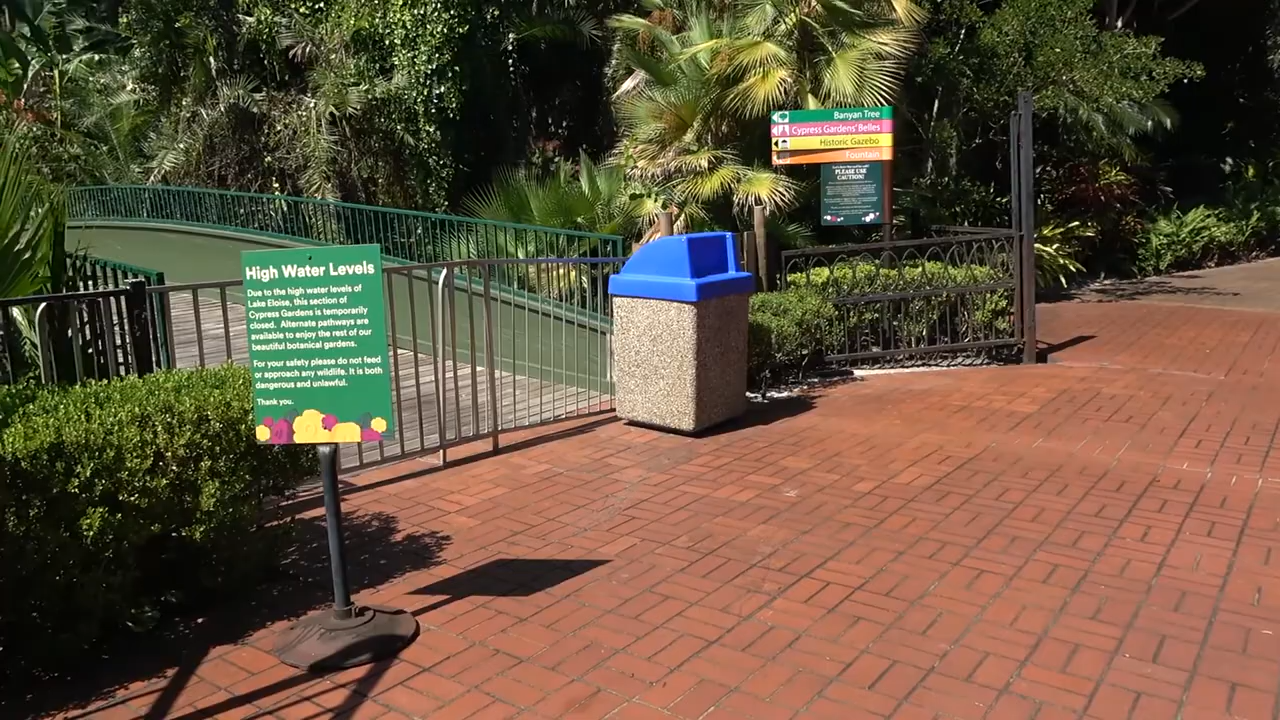 High Water Levels
Due to the high water levels of
Lake Eloise, this section of
Cypress Gardens is temporarily
closed. Alternate pathways are
available to enjoy the rest of our
beautiful botanical gardens.
For your safety please do not feed
or approach any wildlife. It is both
dangerous and unlawful.
Thank you.
Banyan Tree
Cypress Gardens' Belles
Historic Gazebo
Fountain
PLEASE USE
CAUTION!